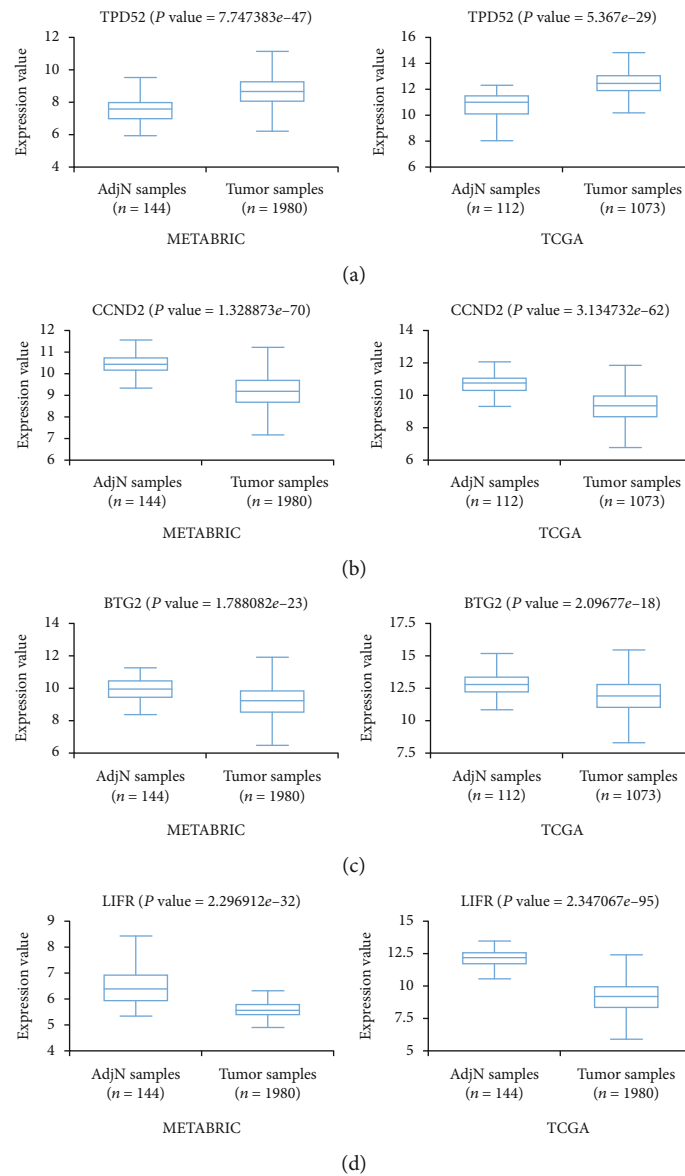 TPD52 (P value = 7.747383e–47)
Expression value
12
10
8
6
4
AdjN samples
(n = 144)
Tumor samples
(n = 1980)
METABRIC
TPD52 (P value = 5.367e–29)
Expression value
16
14
12
10
8
6
AdjN samples
(n = 112)
Tumor samples
(n = 1073)
TCGA
(a)
CCND2 (P value = 1.328873e–70)
Expression value
12
11
10
9
8
7
6
AdjN samples
(n = 144)
Tumor samples
(n = 1980)
METABRIC
CCND2 (P value = 3.134732e–62)
Expression value
14
12
10
8
6
AdjN samples
(n = 112)
Tumor samples
(n = 1073)
TCGA
(b)
BTG2 (P value = 1.788082e–23)
Expression value
14
12
10
8
6
AdjN samples
(n = 144)
Tumor samples
(n = 1980)
METABRIC
BTG2 (P value = 2.09677e–18)
Expression value
17.5
15
12.5
10
7.5
AdjN samples
(n = 112)
Tumor samples
(n = 1073)
TCGA
(c)
LIFR (P value = 2.296912e–32)
Expression value
9
8
7
6
5
4
AdjN samples
(n = 144)
Tumor samples
(n = 1980)
METABRIC
LIFR (P value = 2.347067e–95)
Expression value
15
12.5
10
7.5
5
AdjN samples
(n = 144)
Tumor samples
(n = 1980)
TCGA
(d)